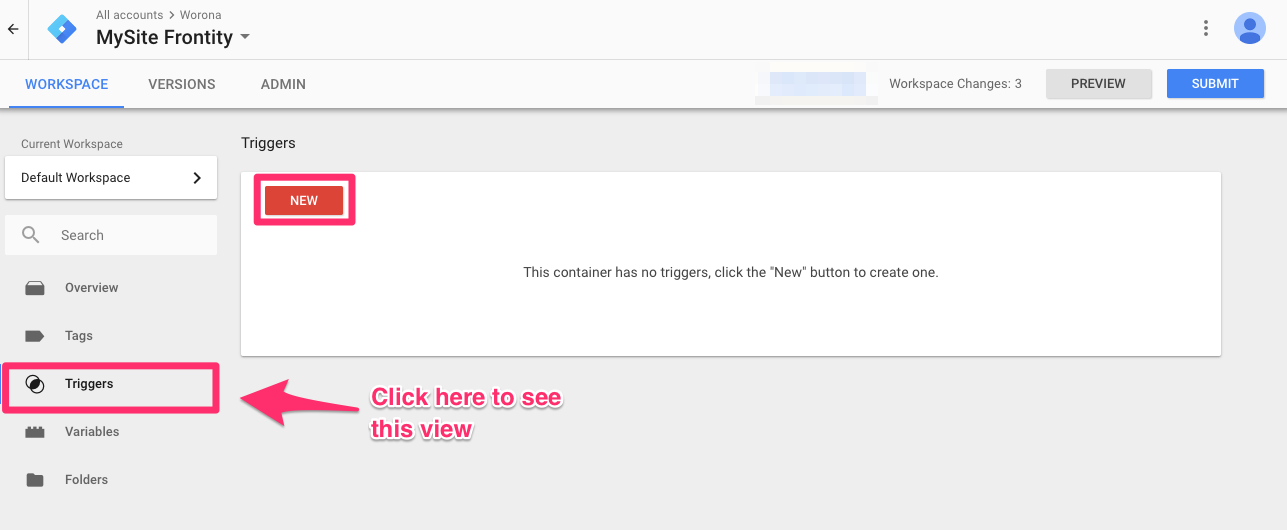 All accounts > Worona
MySite Frontity
WORKSPACE VERSIONS ADMIN
Workspace Changes: 3 PREVIEW SUBMIT
Current Workspace
Default Workspace
Search
Overview
Tags
Triggers
Variables
Folders
Triggers
NEW
This container has no triggers, click the "New" button to create one.
Click here to see
this view